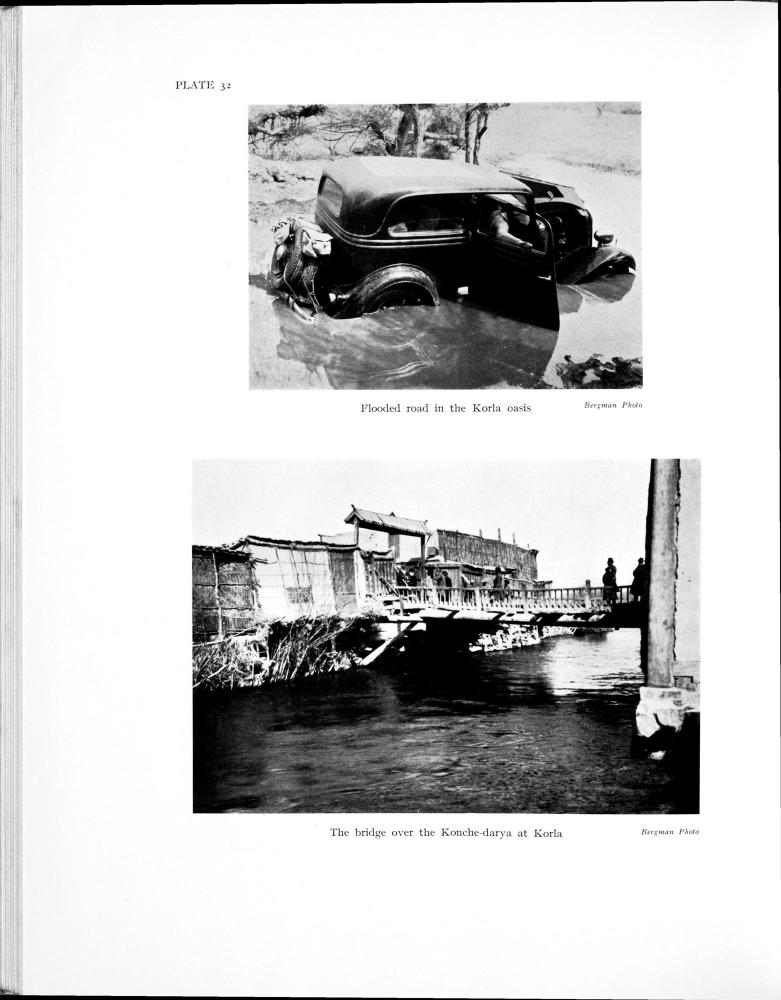 PLATE 32
Flooded road in the Korla oasis
Bergman Photo
The bridge over the Konche-darya at Korla
Bergman Photo